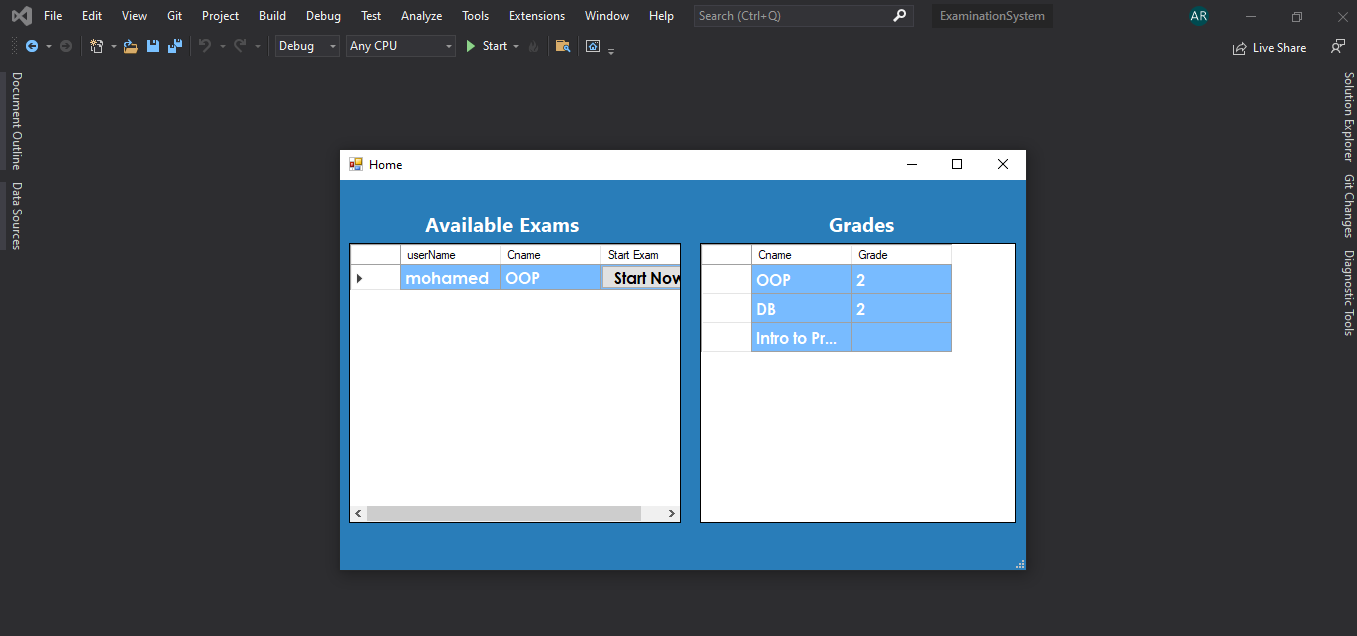 File Edit View Git Project Build Debug Test Analyze Tools Extensions Window Help Search (Ctrl+Q) ExaminationSystem AR
Debug Any CPU Start Live Share
Document Outline
Data Sources
Home
Available Exams
userName Cname Start Exam
mohamed OOP Start Now
Grades
Cname Grade
OOP 2
DB 2
Intro to Pr...
Solution Explorer
Git Changes
Diagnostic Tools